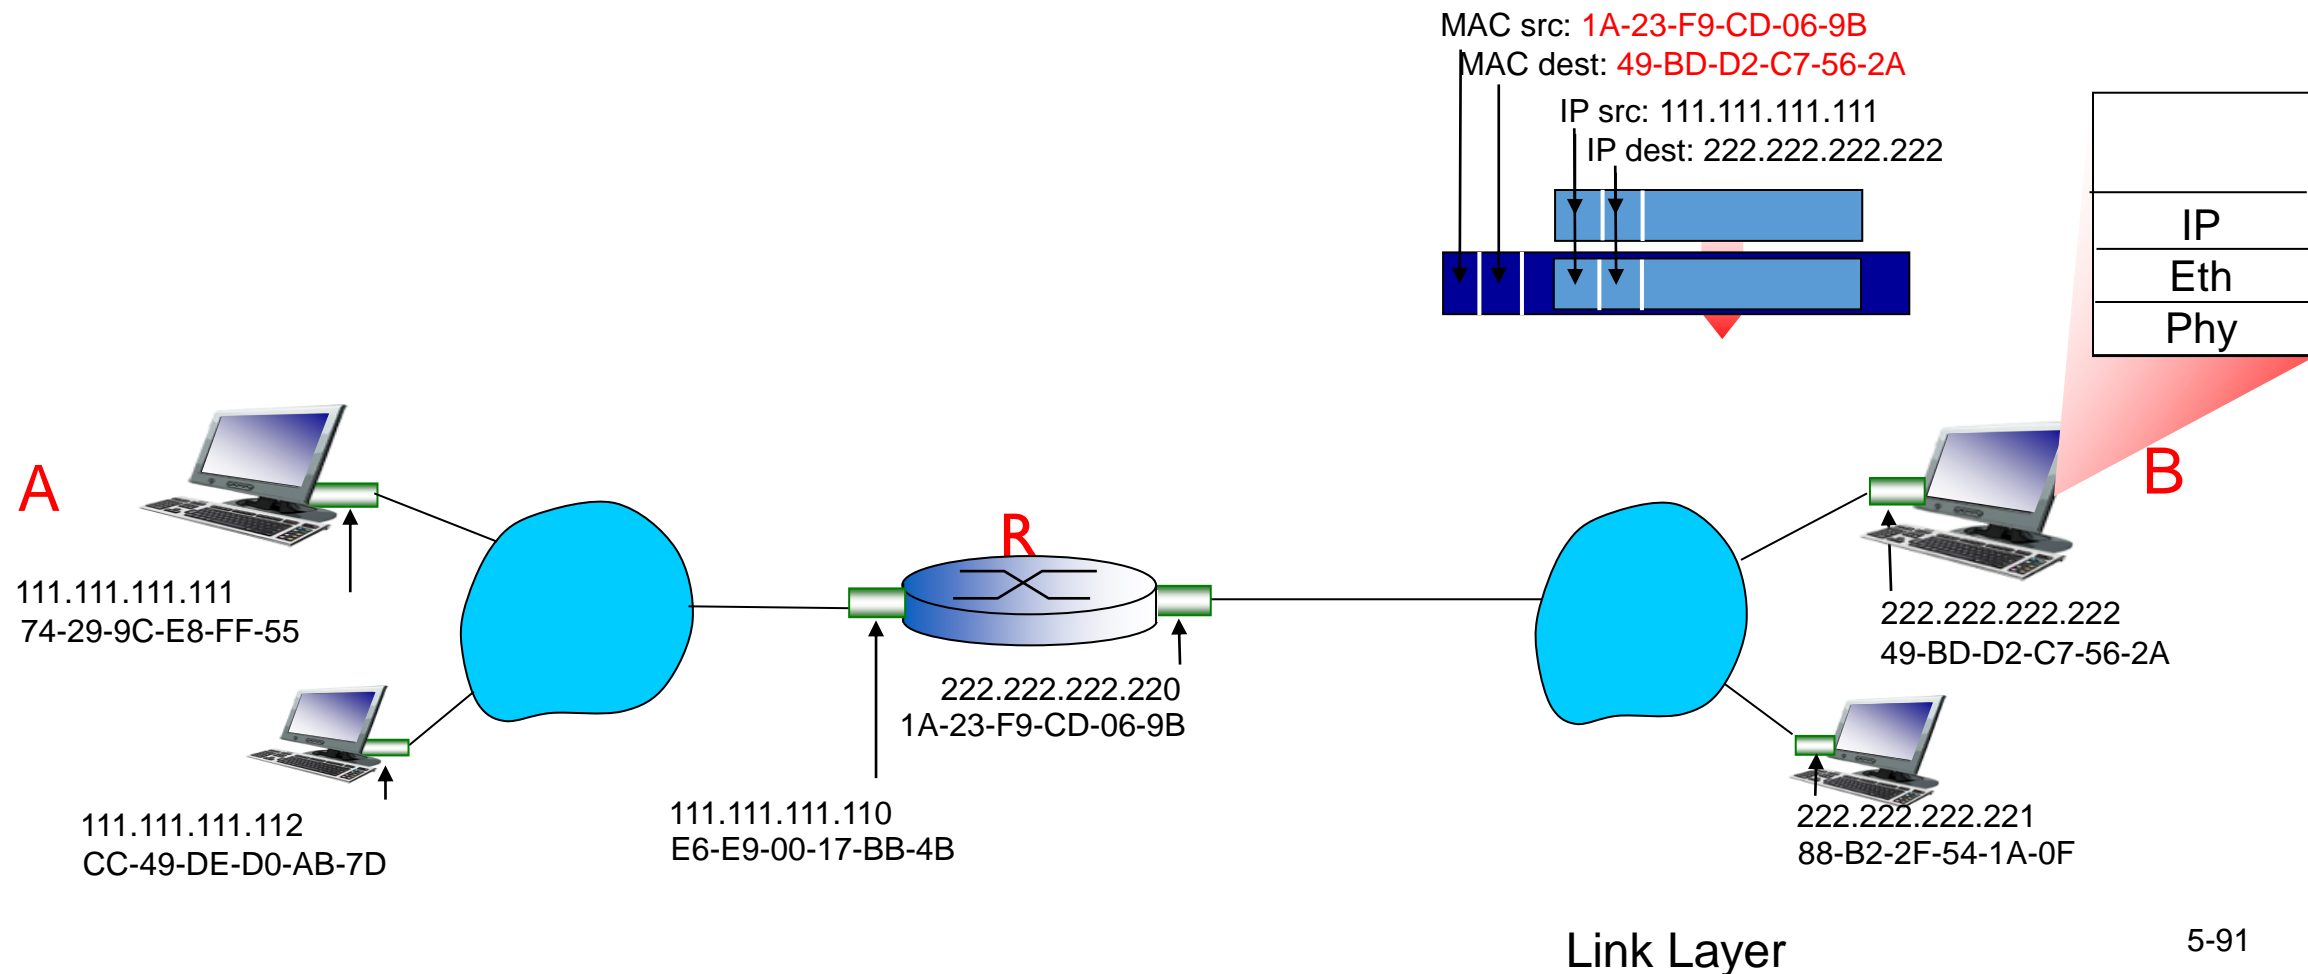 MAC src: 1A-23-F9-CD-06-9B
MAC dest: 49-BD-D2-C7-56-2A
IP src: 111.111.111.111
IP dest: 222.222.222.222
IP
Eth
Phy
A
B
R
111.111.111.111
74-29-9C-E8-FF-55
222.222.222.222
49-BD-D2-C7-56-2A
222.222.222.220
1A-23-F9-CD-06-9B
111.111.111.112
CC-49-DE-D0-AB-7D
111.111.111.110
E6-E9-00-17-BB-4B
222.222.222.221
88-B2-2F-54-1A-0F
Link Layer
5-91